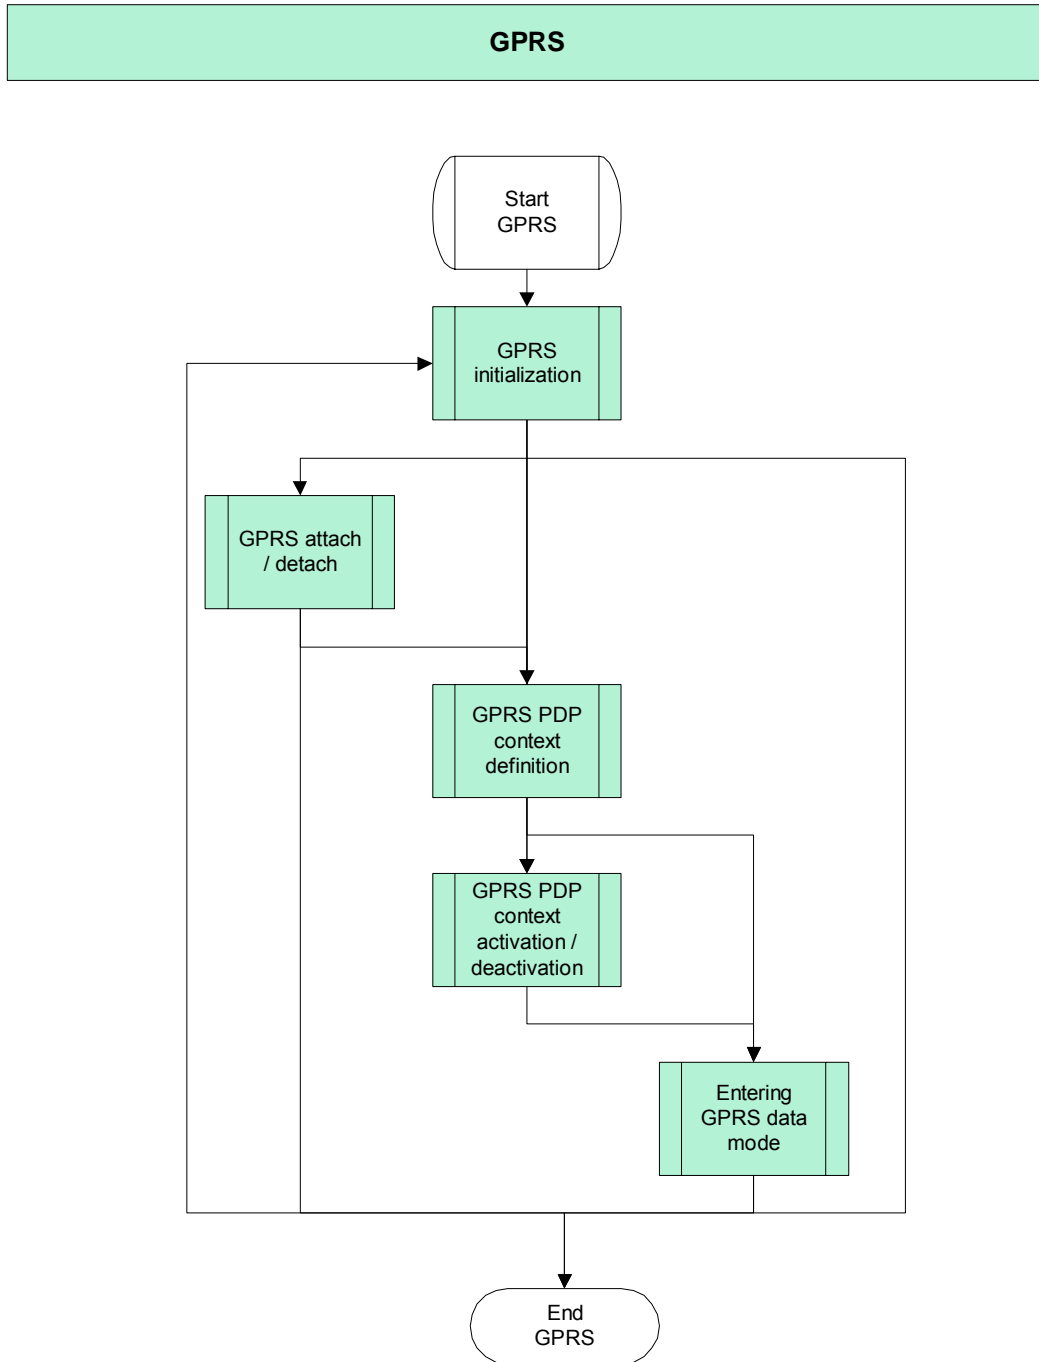 GPRS
Start
GPRS
GPRS
initialization
GPRS attach
/ detach
GPRS PDP
context
definition
GPRS PDP
context
activation /
deactivation
Entering
GPRS data
mode
End
GPRS